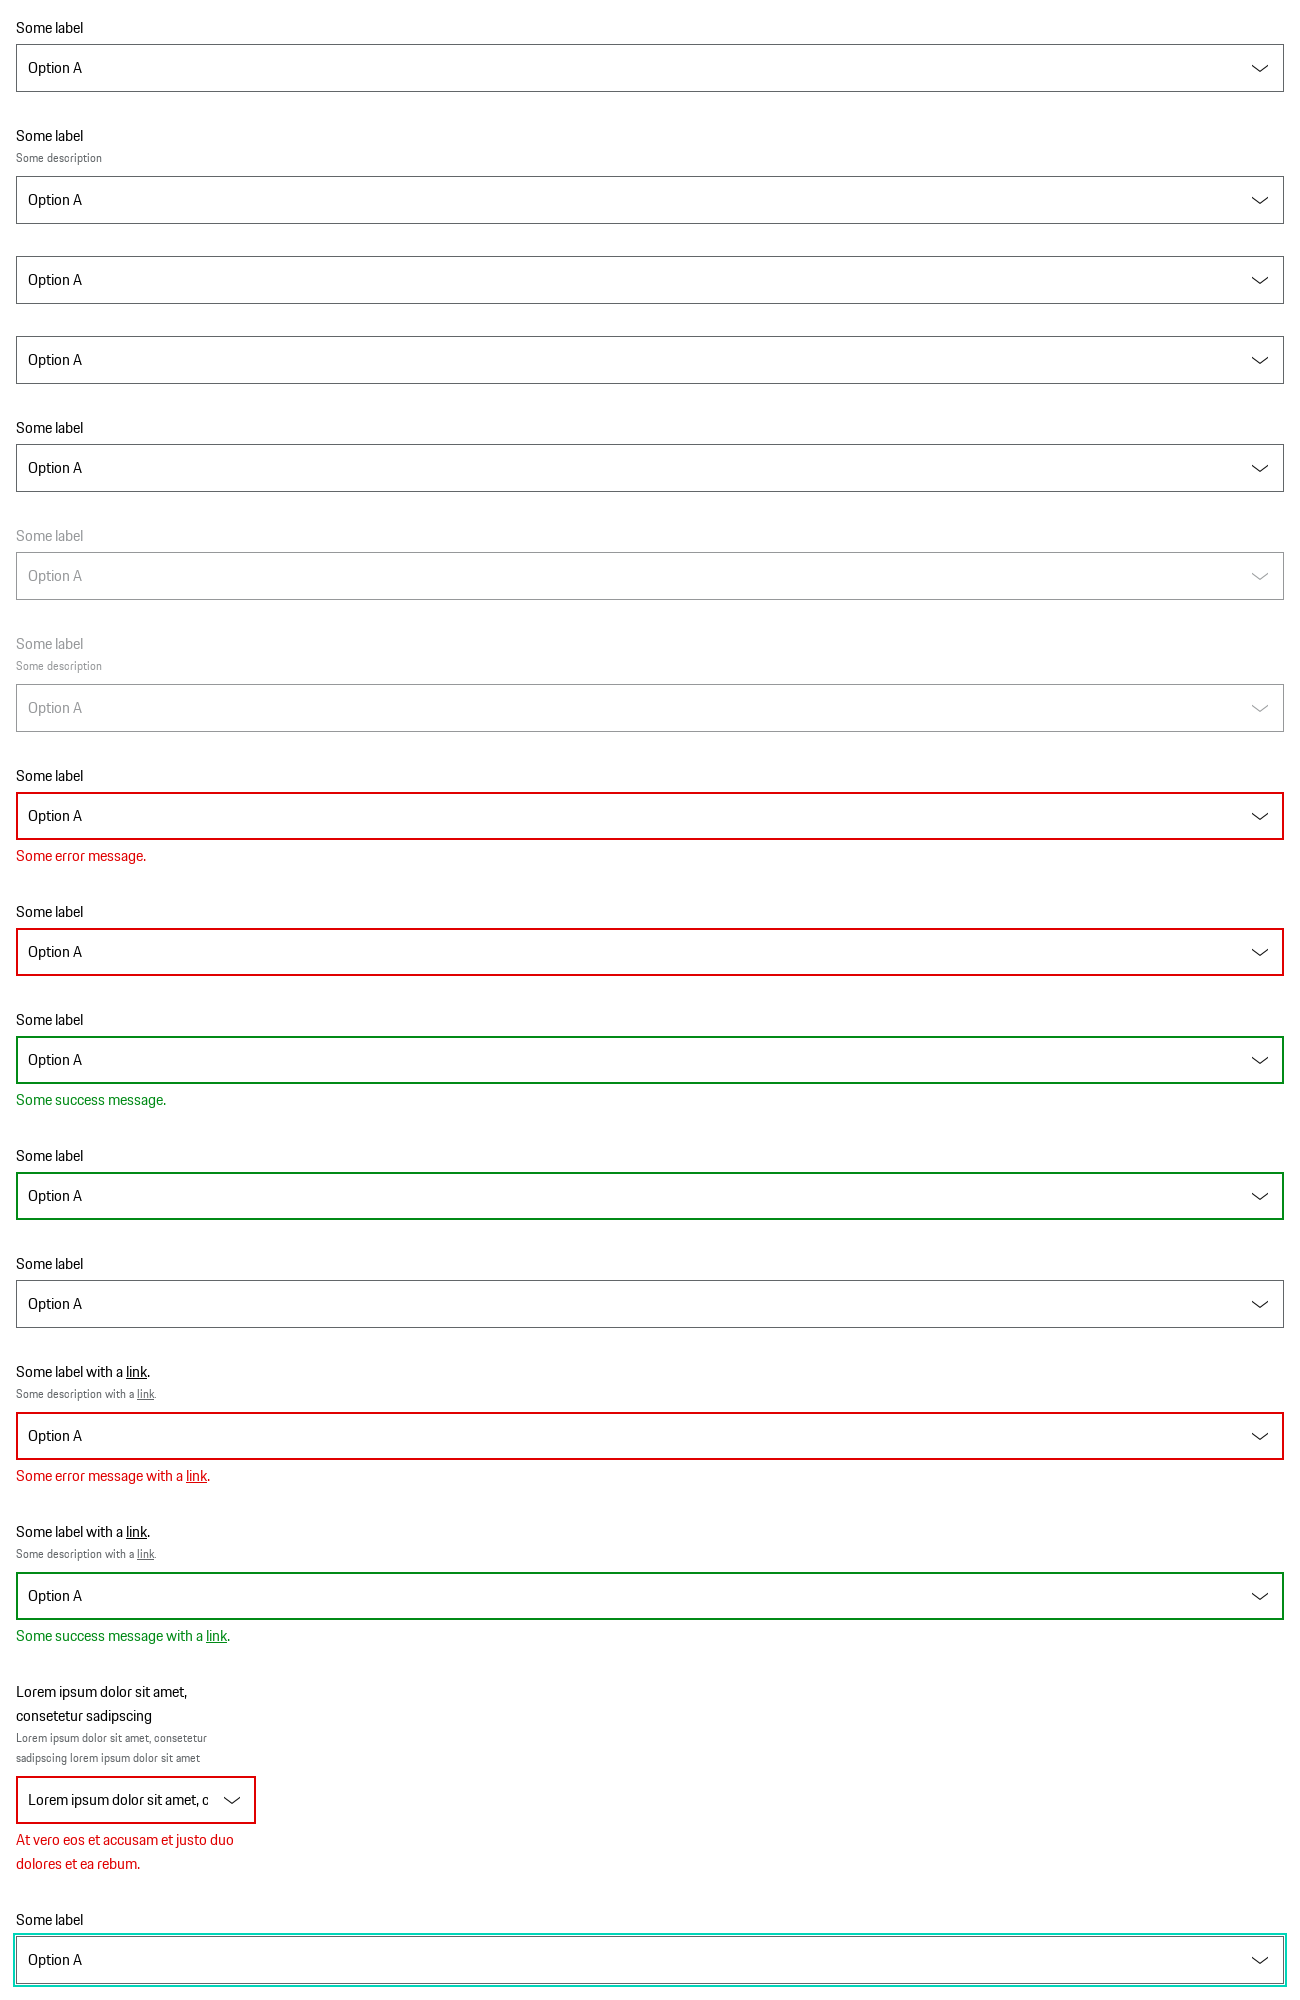 Some label
Option A
Some label
Some description
Option A
Option A
Option A
Some label
Option A
Some label
Option A
Some label
Some description
Option A
Some label
Option A
Some error message.
Some label
Option A
Some label
Option A
Some success message.
Some label
Option A
Some label
Option A
Some label with a link.
Some description with a link.
Option A
Some error message with a link.
Some label with a link.
Some description with a link.
Option A
Some success message with a link.
Lorem ipsum dolor sit amet,
consetetur sadipscing
Lorem ipsum dolor sit amet, consetetur
sadipscing lorem ipsum dolor sit amet
Lorem ipsum dolor sit amet, c
At vero eos et accusam et justo duo
dolores et ea rebum.
Some label
Option A